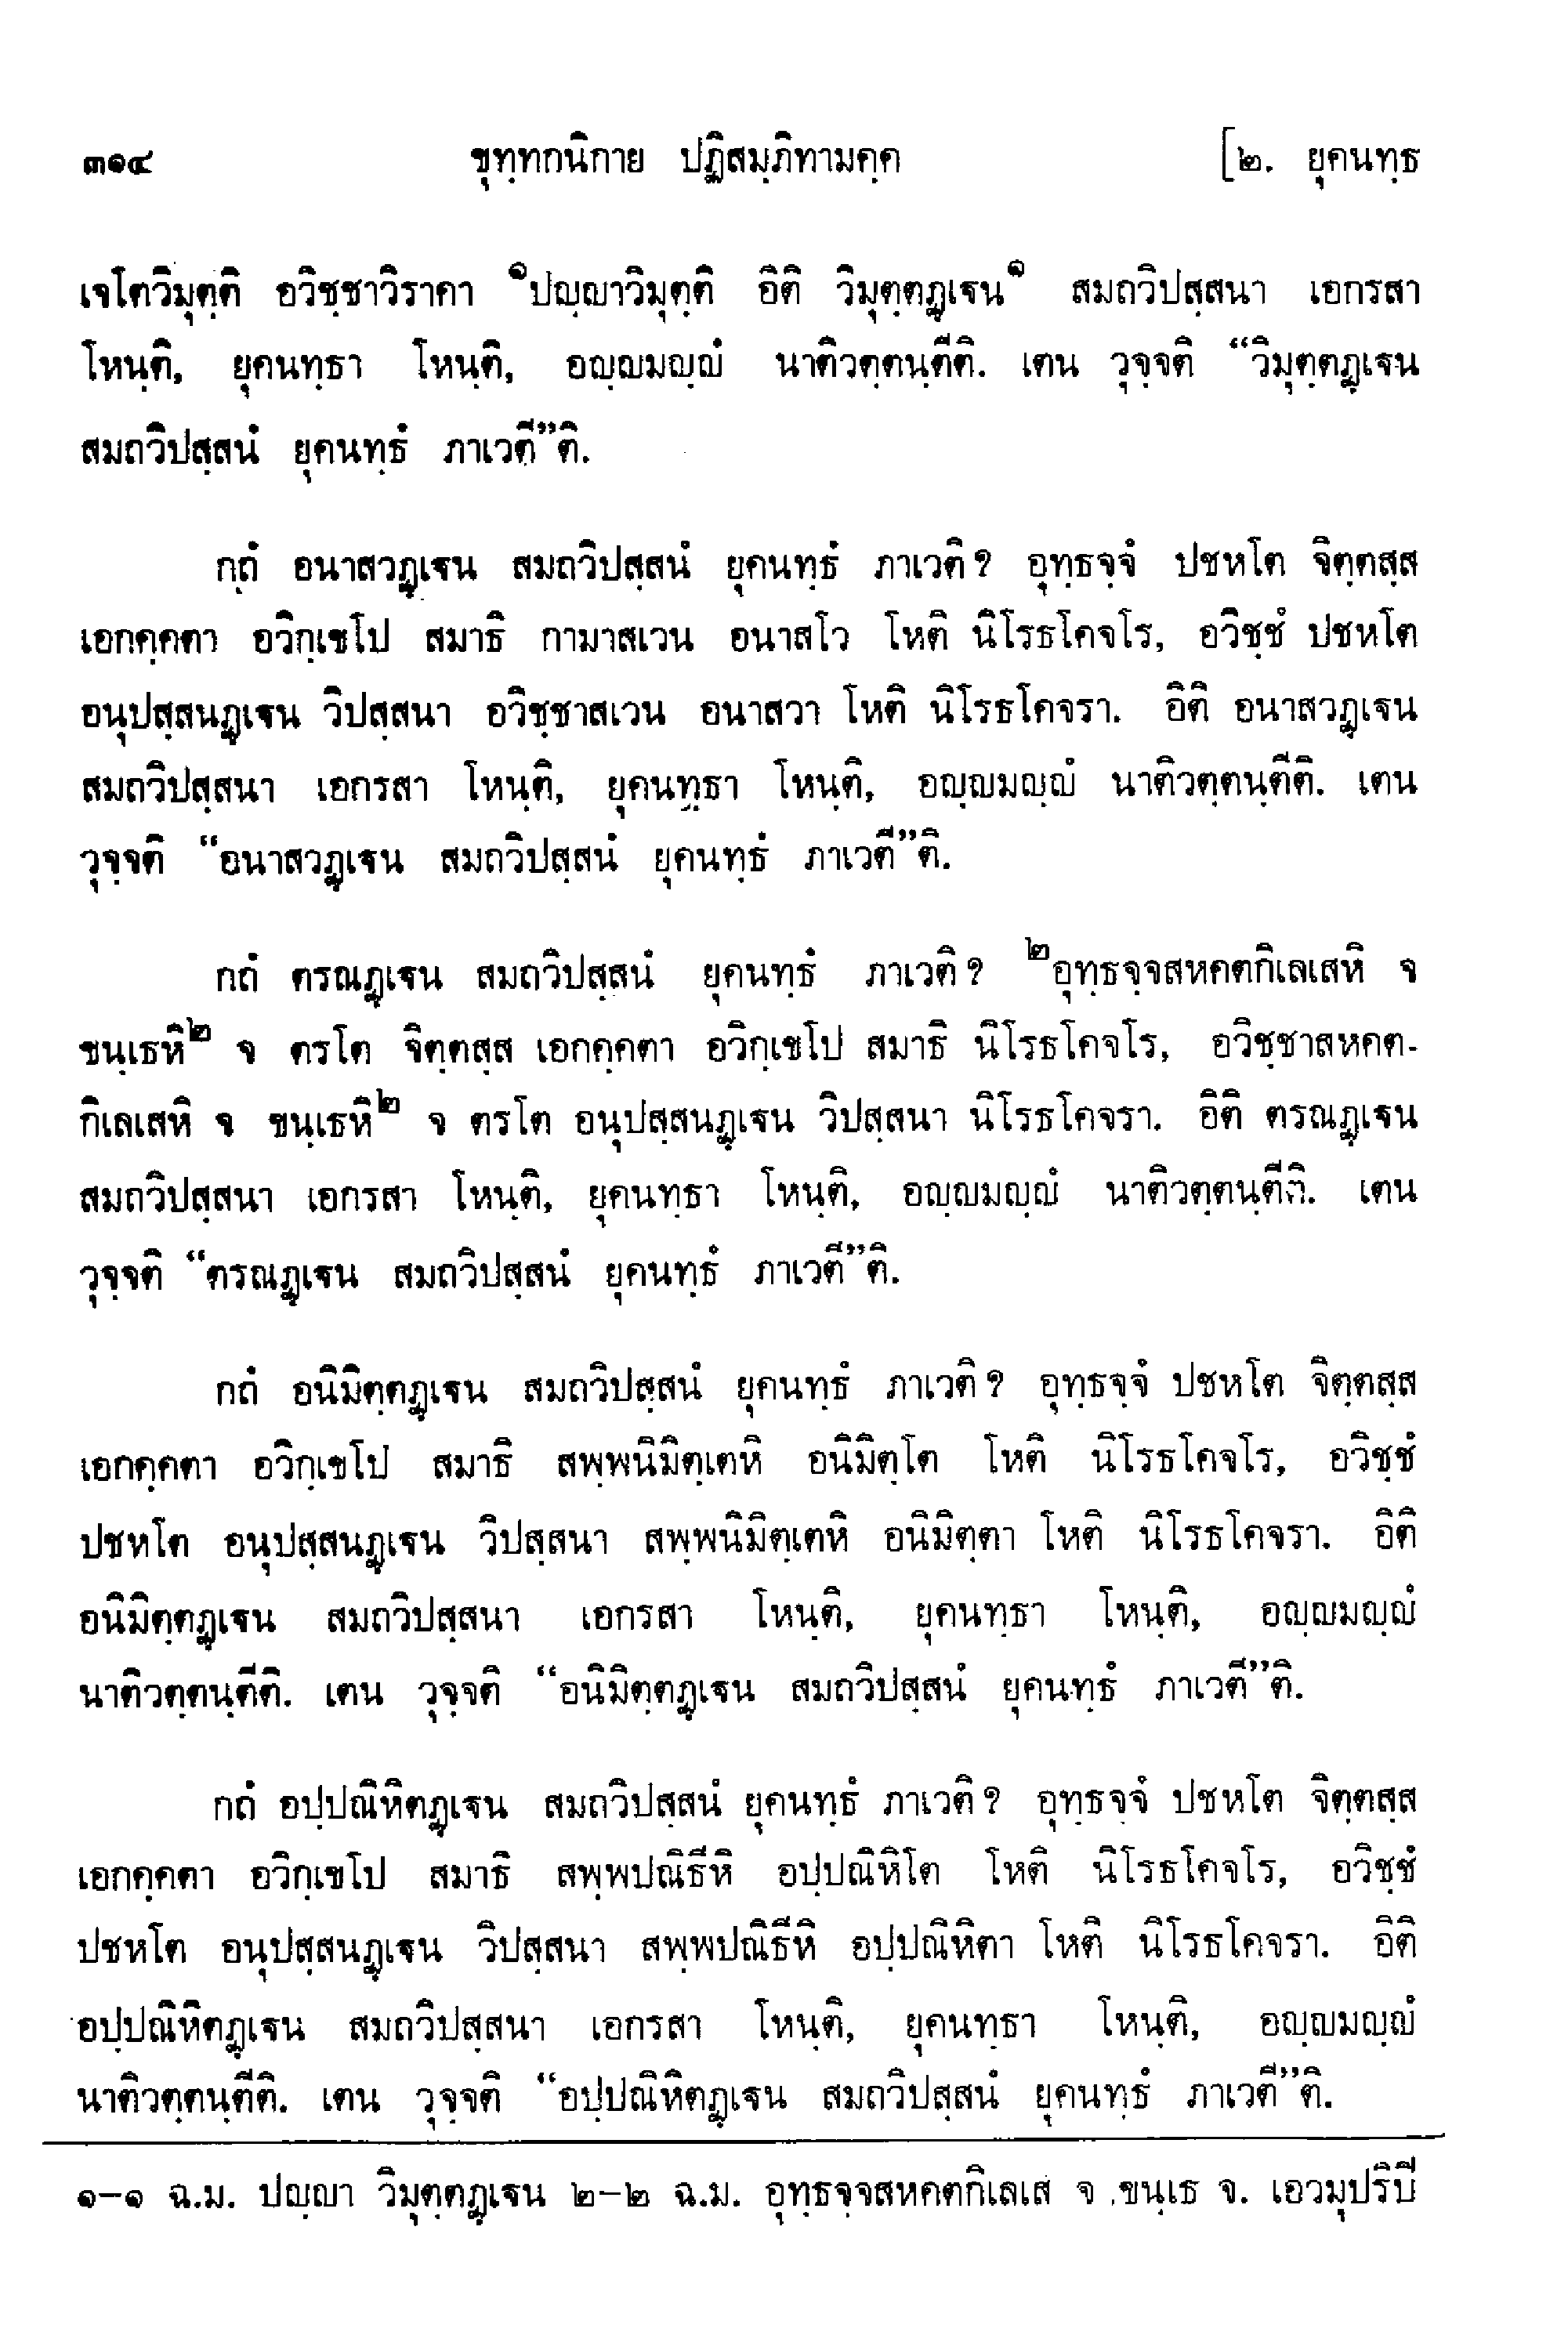 ๓๑๔ ขุทฺทกนิกาย ปฏิสมฺภิทามคฺค [๒. ยุคนทฺธ
เจโตวิมุตฺติ อวิชฺชาวิราคา ๑ปญฺญาวิมุตฺติ อิติ วิมุตฺตฏฺเฐน๑ สมถวิปสฺสนา เอกรสา
โหนฺติ, ยุคนทฺธา โหนฺติ, อญฺญมญฺญํ นาติวตฺตนฺตีติ. เตน วุจฺจติ “วิมุตฺตฏฺเฐน
สมถวิปสฺสนํ ยุคนทฺธํ ภาเวตี”ติ.
กถํ อนาสวฏฺเฐน สมถวิปสฺสนํ ยุคนทฺธํ ภาเวติ? อุทฺธจฺจํ ปชหโต จิตฺตสฺส
เอกคฺคตา อวิกฺเขโป สมาธิ กามาสเวน อนาสโว โหติ นิโรธโคจโร, อวิชฺชํ ปชหโต
อนุปสฺสนฏฺเฐน วิปสฺสนา อวิชฺชาสเวน อนาสวา โหติ นิโรธโคจรา. อิติ อนาสวฏฺเฐน
สมถวิปสฺสนา เอกรสา โหนฺติ, ยุคนทฺธา โหนฺติ, อญฺญมญฺญํ นาติวตฺตนฺตีติ. เตน
วุจฺจติ “อนาสวฏฺเฐน สมถวิปสฺสนํ ยุคนทฺธํ ภาเวตี”ติ.
กถํ ตรณฏฺเฐน สมถวิปสฺสนํ ยุคนทฺธํ ภาเวติ? ๒อุทฺธจฺจสหคตกิเลเสหิ จ
ขนฺเธหิ๒ จ ตรโต จิตฺตสฺส เอกคฺคตา อวิกฺเขโป สมาธิ นิโรธโคจโร, อวิชฺชาสหคต-
กิเลเสหิ จ ขนฺเธหิ๒ จ ตรโต อนุปสฺสนฏฺเฐน วิปสฺสนา นิโรธโคจรา. อิติ ตรณฏฺเฐน
สมถวิปสฺสนา เอกรสา โหนฺติ, ยุคนทฺธา โหนฺติ, อญฺญมญฺญํ นาติวตฺตนฺตีติ. เตน
วุจฺจติ “ตรณฏฺเฐน สมถวิปสฺสนํ ยุคนทฺธํ ภาเวตี”ติ.
กถํ อนิมิตฺตฏฺเฐน สมถวิปสฺสนํ ยุคนทฺธํ ภาเวติ? อุทฺธจฺจํ ปชหโต จิตฺตสฺส
เอกคฺคตา อวิกฺเขโป สมาธิ สพฺพนิมิตฺเตหิ อนิมิตฺโต โหติ นิโรธโคจโร, อวิชฺชํ
ปชหโต อนุปสฺสนฏฺเฐน วิปสฺสนา สพฺพนิมิตฺเตหิ อนิมิตฺตา โหติ นิโรธโคจรา. อิติ
อนิมิตฺตฏฺเฐน สมถวิปสฺสนา เอกรสา โหนฺติ, ยุคนทฺธา โหนฺติ, อญฺญมญฺญํ
นาติวตฺตนฺตีติ. เตน วุจฺจติ “อนิมิตฺตฏฺเฐน สมถวิปสฺสนํ ยุคนทฺธํ ภาเวตี”ติ.
กถํ อปฺปณิหิตฏฺเฐน สมถวิปสฺสนํ ยุคนทฺธํ ภาเวติ? อุทฺธจฺจํ ปชหโต จิตฺตสฺส
เอกคฺคตา อวิกฺเขโป สมาธิ สพฺพปณิธีหิ อปฺปณิหิโต โหติ นิโรธโคจโร, อวิชฺชํ
ปชหโต อนุปสฺสนฏฺเฐน วิปสฺสนา สพฺพปณิธีหิ อปฺปณิหิตา โหติ นิโรธโคจรา. อิติ
อปฺปณิหิตฏฺเฐน สมถวิปสฺสนา เอกรสา โหนฺติ, ยุคนทฺธา โหนฺติ, อญฺญมญฺญํ
นาติวตฺตนฺตีติ. เตน วุจฺจติ “อปฺปณิหิตฏฺเฐน สมถวิปสฺสนํ ยุคนทฺธํ ภาเวตี”ติ.
๑-๑ ฉ.ม. ปญฺญา วิมุตฺตฏฺเฐน ๒-๒ ฉ.ม. อุทฺธจฺจสหคตกิเลเส จ ขนฺเธ จ. เอวมุปริปี